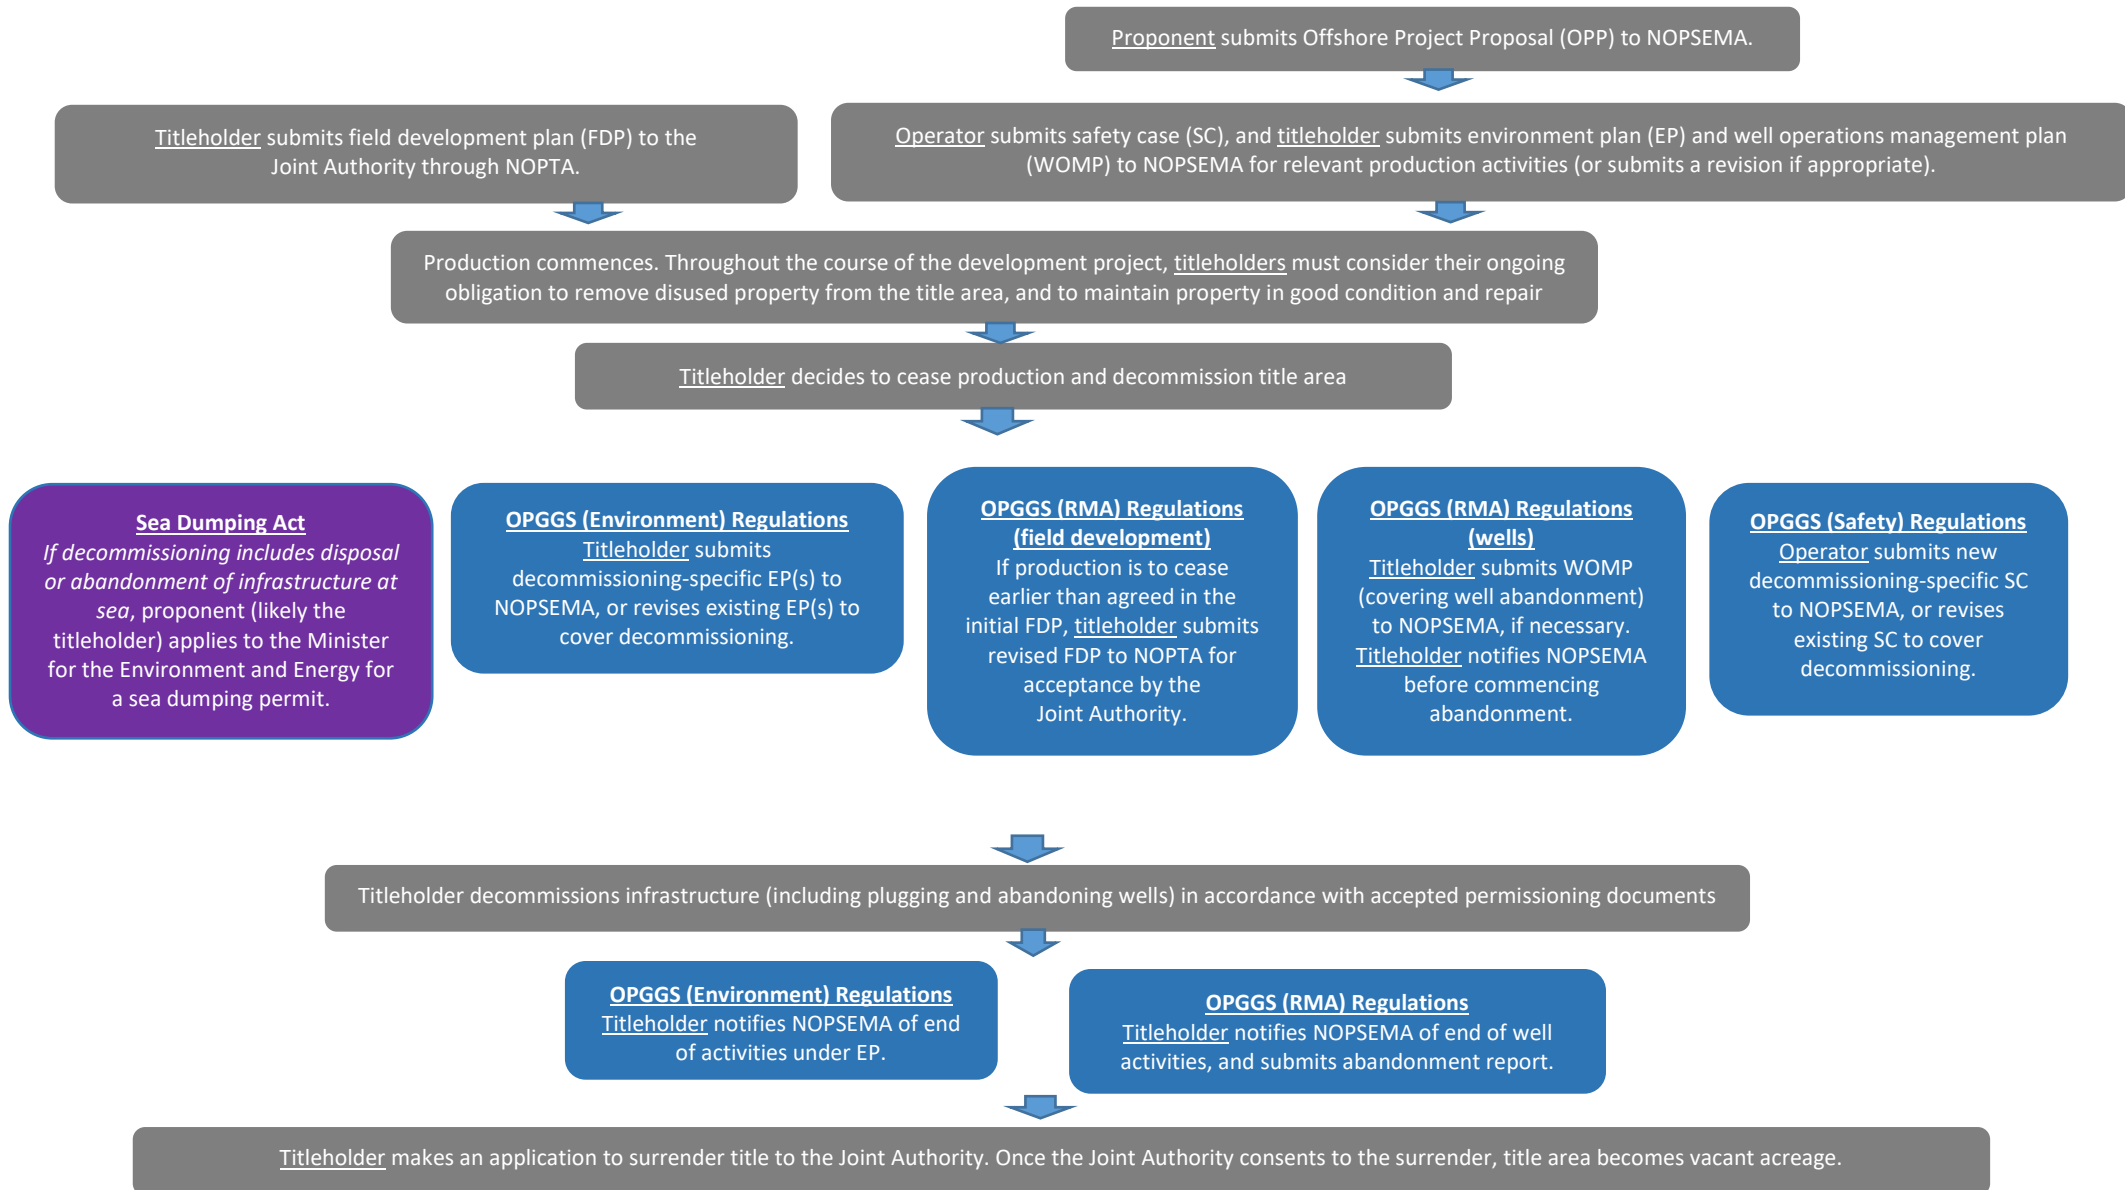 Proponent submits Offshore Project Proposal (OPP) to NOPSEMA.
Titleholder submits field development plan (FDP) to the
Joint Authority through NOPTA.
Operator submits safety case (SC), and titleholder submits environment plan (EP) and well operations management plan
(WOMP) to NOPSEMA for relevant production activities (or submits a revision if appropriate).
Production commences. Throughout the course of the development project, titleholders must consider their ongoing
obligation to remove disused property from the title area, and to maintain property in good condition and repair
Titleholder decides to cease production and decommission title area
Sea Dumping Act
If decommissioning includes disposal
or abandonment of infrastructure at
sea, proponent (likely the
titleholder) applies to the Minister
for the Environment and Energy for
a sea dumping permit.
OPGGS (Environment) Regulations
Titleholder submits
decommissioning-specific EP(s) to
NOPSEMA, or revises existing EP(s) to
cover decommissioning.
OPGGS (RMA) Regulations
(field development)
If production is to cease
earlier than agreed in the
initial FDP, titleholder submits
revised FDP to NOPTA for
acceptance by the
Joint Authority.
OPGGS (RMA) Regulations
(wells)
Titleholder submits WOMP
(covering well abandonment)
to NOPSEMA, if necessary.
Titleholder notifies NOPSEMA
before commencing
abandonment.
OPGGS (Safety) Regulations
Operator submits new
decommissioning-specific SC
to NOPSEMA, or revises
existing SC to cover
decommissioning.
Titleholder decommissions infrastructure (including plugging and abandoning wells) in accordance with accepted permissioning documents
OPGGS (Environment) Regulations
Titleholder notifies NOPSEMA of end
of activities under EP.
OPGGS (RMA) Regulations
Titleholder notifies NOPSEMA of end of well
activities, and submits abandonment report.
Titleholder makes an application to surrender title to the Joint Authority. Once the Joint Authority consents to the surrender, title area becomes vacant acreage.